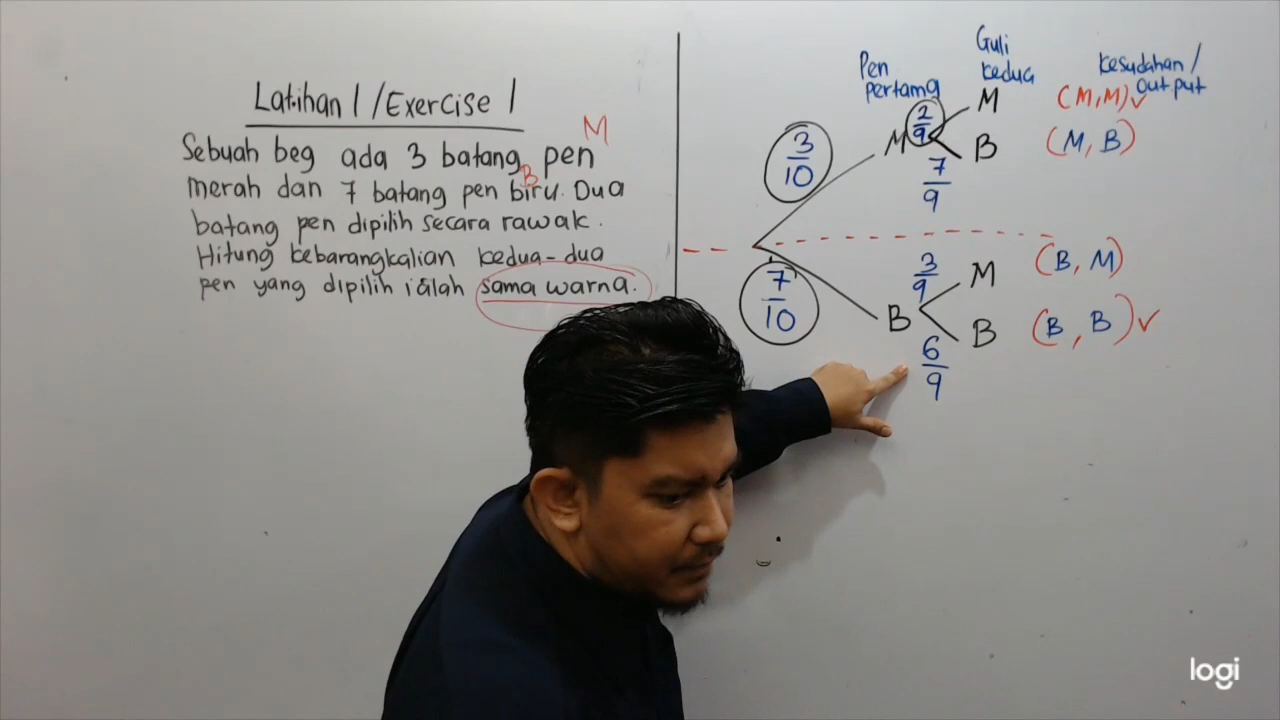 Latihan 1 / Exercise 1
Sebuah beg ada 3 batang pen
M
merah dan 7 batang pen biru. Dua
B
batang pen dipilih secara rawak.
Hitung kebarangkalian kedua-dua
pen yang dipilih ialah sama warna.
Pen
pertama
Guli
kedua
Kesudahan /
output
3/10
M
2/9
M
(M, M) ✓
B
(M, B)
7/9
7/10
B
3/9
M
(B, M)
B
(B, B) ✓
6/9
logi